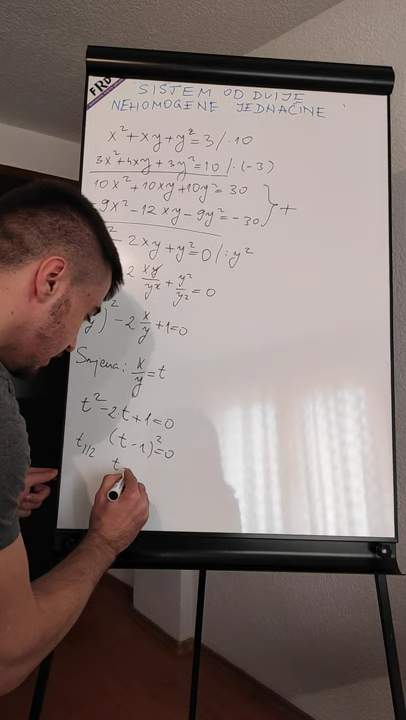 FRD
SISTEM OD DVIJE
NEHOMOGENE JEDNAČINE
x²+xy+y²=3/·10
3x²+4xy+3y²=10/·(-3)
10x²+10xy+10y²=30
-9x²-12xy-9y²=-30 } +
² - 2xy+y²=0/:y²
2 xy/y² + y²/y² = 0
y)² - 2 x/y + 1=0
Smjena: x/y = t
t²-2t+1=0
t1/2 (t-1)²=0
t